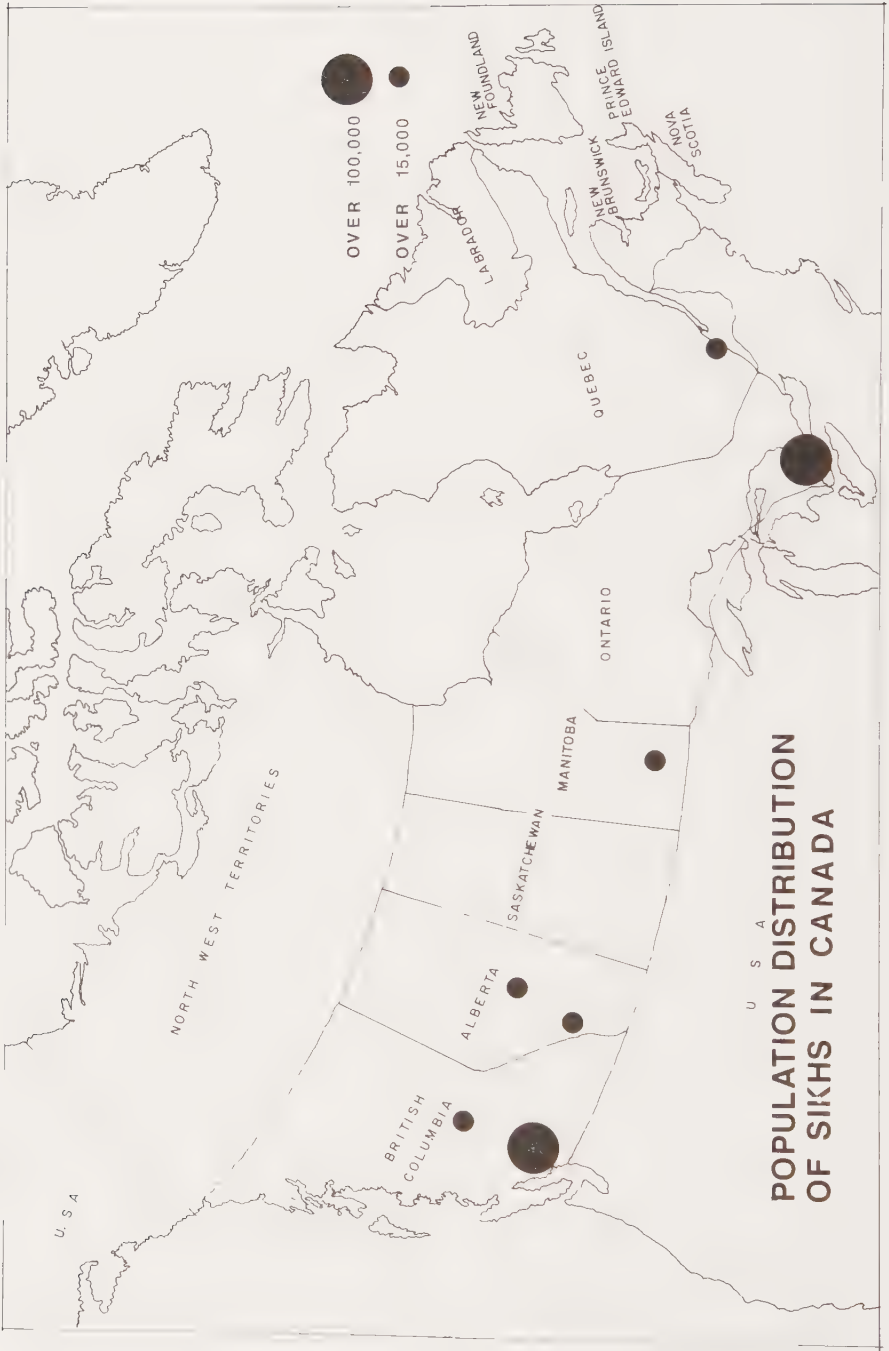 POPULATION DISTRIBUTION
OF SIKHS IN CANADA
OVER 100,000
OVER 15,000
U.S A
NORTH WEST TERRITORIES
BRITISH
COLUMBIA
ALBERTA
SASKATCHEWAN
MANITOBA
ONTARIO
QUEBEC
LABRADOR
NEW
FOUNDLAND
NEW
BRUNSWICK
PRINCE
EDWARD ISLAND
NOVA
SCOTIA
U S A